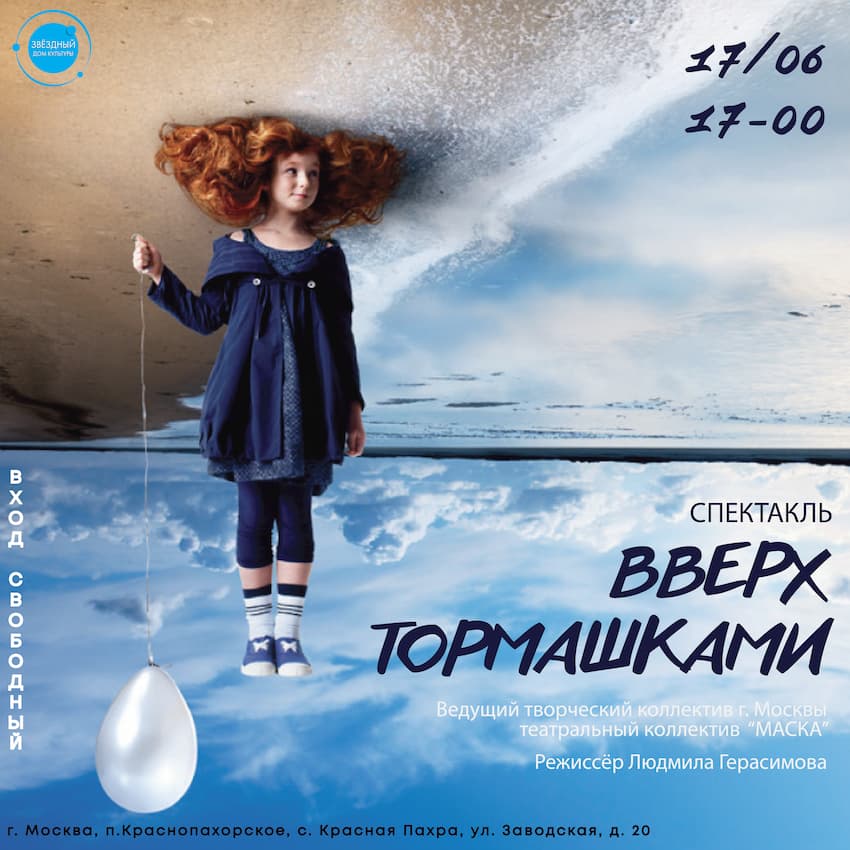 ЗВЁЗДНЫЙ
ДОМ КУЛЬТУРЫ
17/06
17-00
ВХОД СВОБОДНЫЙ
СПЕКТАКЛЬ
ВВЕРХ
ТОРМАШКАМИ
Ведущий творческий коллектив г. Москвы
театральный коллектив "МАСКА"
Режиссёр Людмила Герасимова
г. Москва, п.Краснопахорское, с. Красная Пахра, ул. Заводская, д. 20